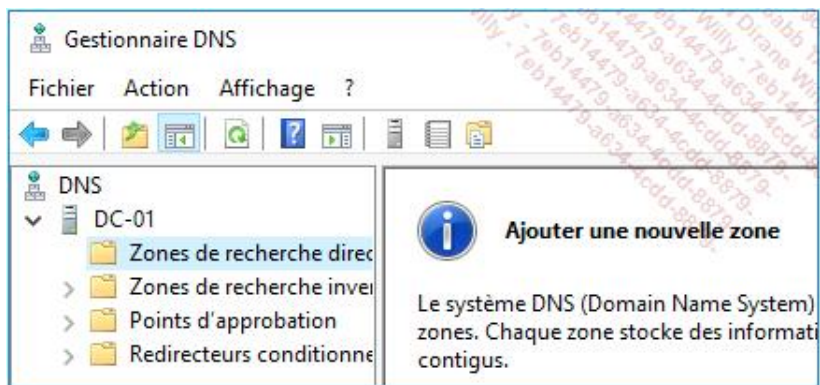 Gestionnaire DNS
Fichier Action Affichage ?
DNS
DC-01
Zones de recherche direc
Zones de recherche inver
Points d'approbation
Redirecteurs conditionne
Ajouter une nouvelle zone
Le système DNS (Domain Name System)
zones. Chaque zone stocke des informati
contigus.